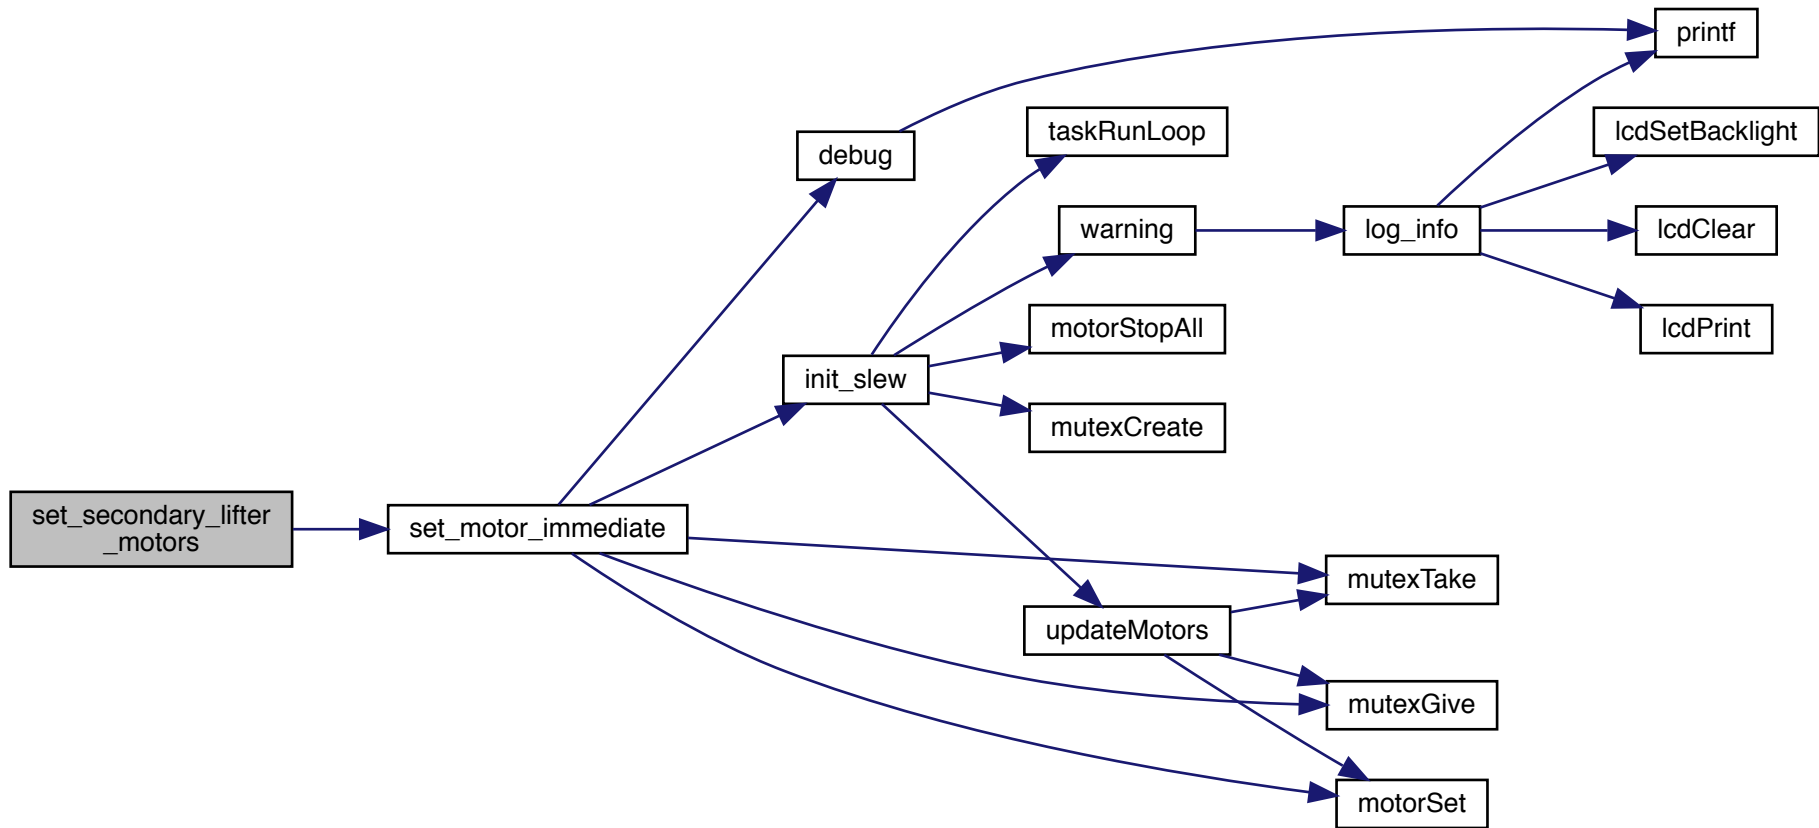 printf
taskRunLoop
lcdSetBacklight
debug
warning
log_info
lcdClear
motorStopAll
lcdPrint
init_slew
mutexCreate
set_secondary_lifter
_motors
set_motor_immediate
mutexTake
updateMotors
mutexGive
motorSet